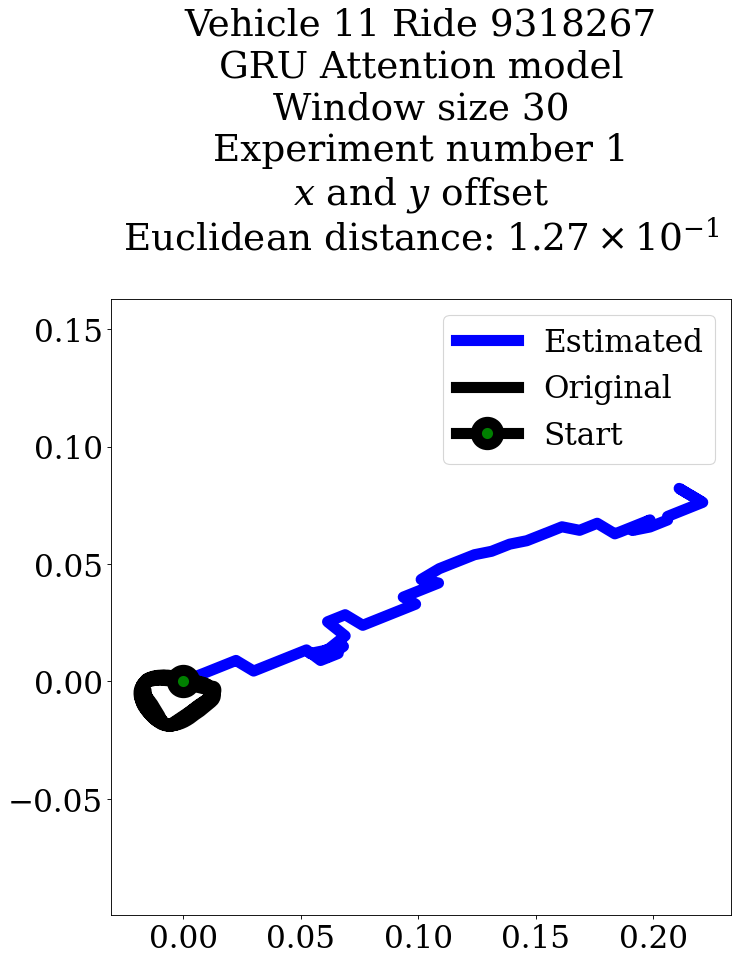 Vehicle 11 Ride 9318267
GRU Attention model
Window size 30
Experiment number 1
x and y offset
Euclidean distance: 1.27 × 10⁻¹
Estimated
Original
Start
0.15
0.10
0.05
0.00
−0.05
0.00 0.05 0.10 0.15 0.20